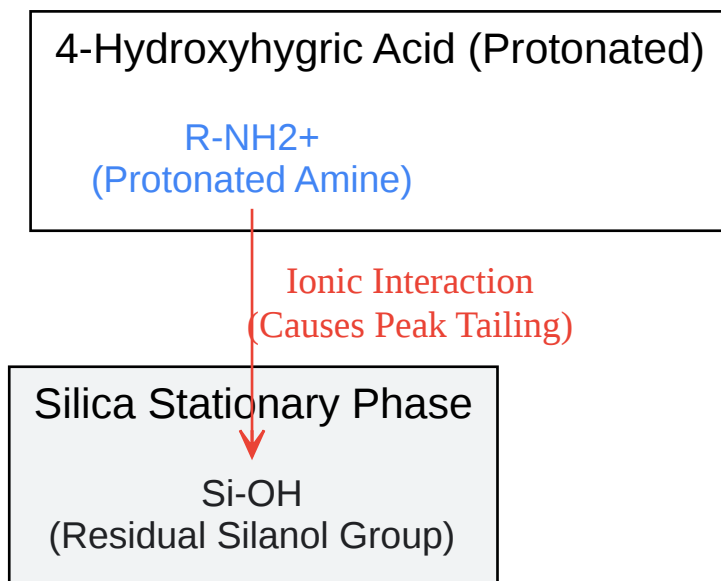 4-Hydroxyhygric Acid (Protonated)
R-NH2+
(Protonated Amine)
Ionic Interaction
(Causes Peak Tailing)
Silica Stationary Phase
Si-OH
(Residual Silanol Group)